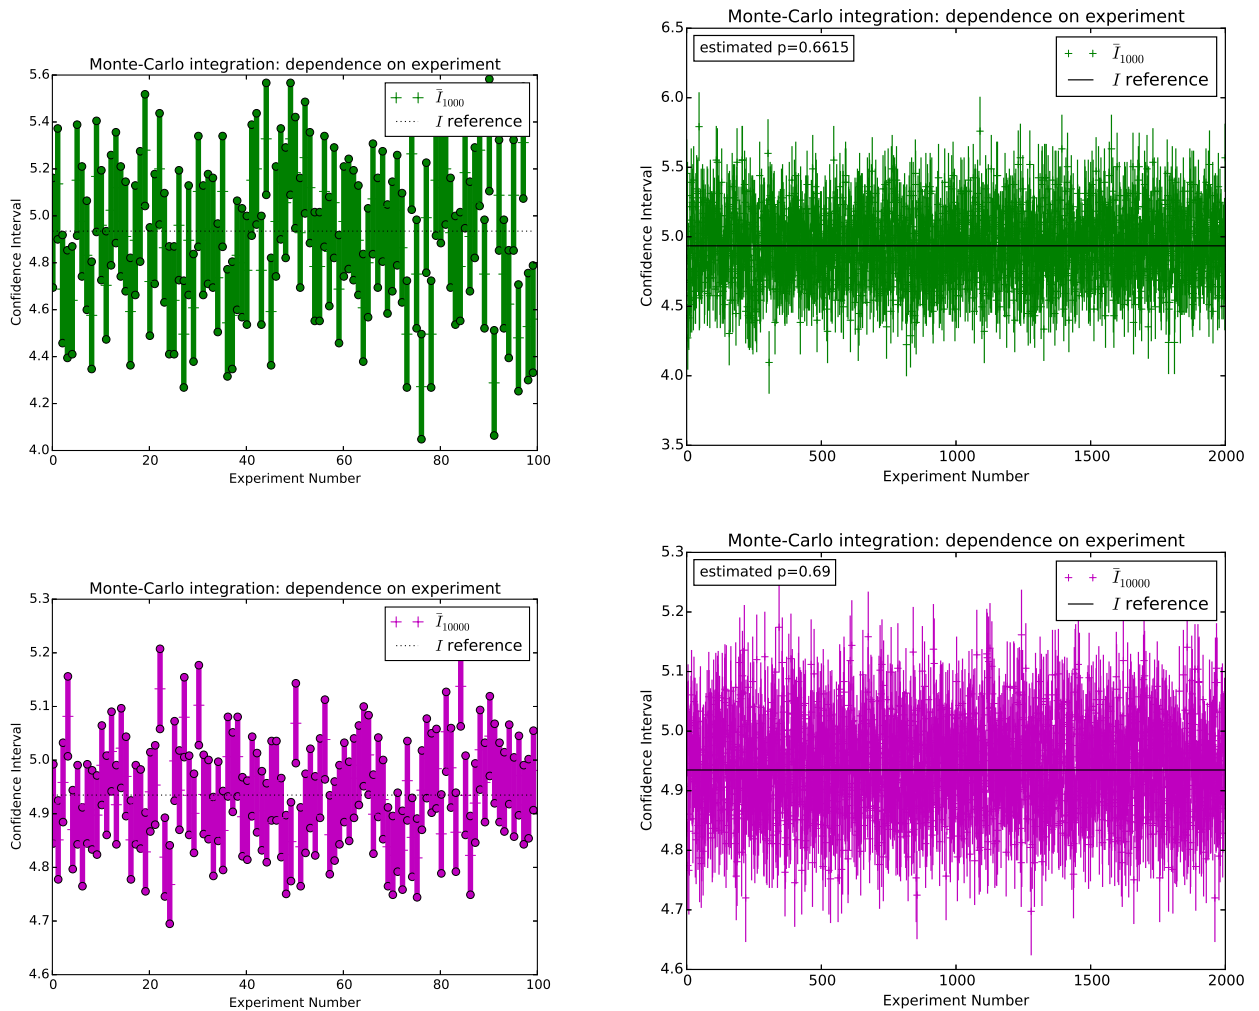 Monte-Carlo integration: dependence on experiment
5.6
5.4
5.2
5.0
4.8
4.6
4.4
4.2
4.0
Confidence Interval
Ī₁₀₀₀
I reference
0
20
40
60
80
100
Experiment Number
Monte-Carlo integration: dependence on experiment
6.5
6.0
5.5
5.0
4.5
4.0
3.5
Confidence Interval
estimated p=0.6615
Ī₁₀₀₀
I reference
0
500
1000
1500
2000
Experiment Number
Monte-Carlo integration: dependence on experiment
5.3
5.2
5.1
5.0
4.9
4.8
4.7
4.6
Confidence Interval
Ī₁₀₀₀₀
I reference
0
20
40
60
80
100
Experiment Number
Monte-Carlo integration: dependence on experiment
5.3
5.2
5.1
5.0
4.9
4.8
4.7
4.6
Confidence Interval
estimated p=0.69
Ī₁₀₀₀₀
I reference
0
500
1000
1500
2000
Experiment Number